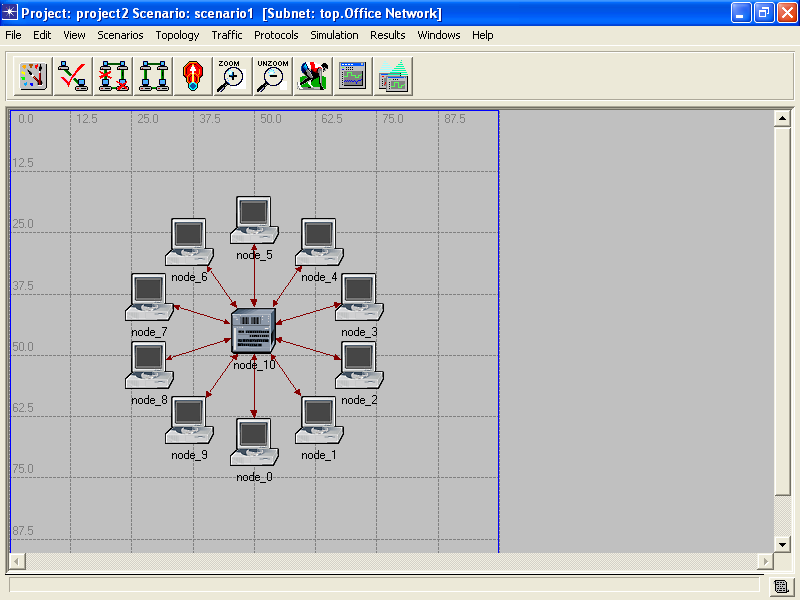 Project: project2 Scenario: scenario1 [Subnet: top.Office Network]
File Edit View Scenarios Topology Traffic Protocols Simulation Results Windows Help
ZOOM UNZOOM
0.0 12.5 25.0 37.5 50.0 62.5 75.0 87.5
12.5
25.0
node_5
node_6 node_4
37.5
node_7 node_3
50.0
node_10
node_8 node_2
62.5
node_9 node_1
75.0
node_0
87.5